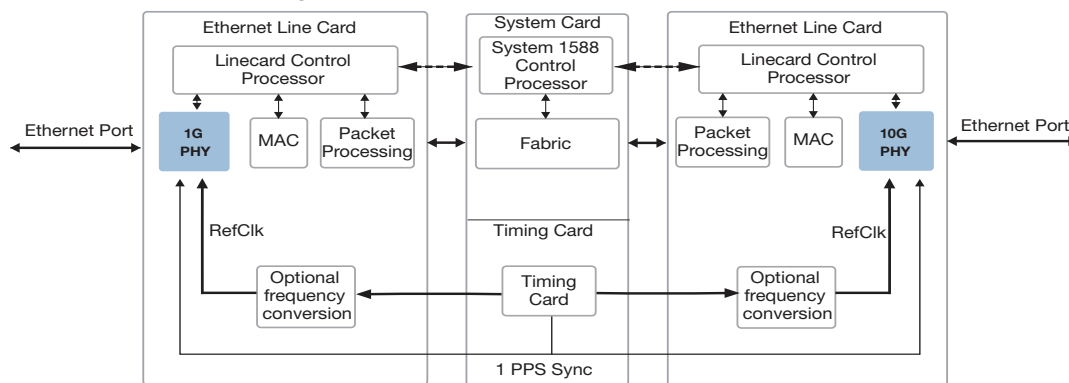 Ethernet Line Card
System Card
Ethernet Line Card
Linecard Control
Processor
System 1588
Control
Processor
Linecard Control
Processor
Ethernet Port
1G
PHY
MAC
Packet
Processing
Fabric
Packet
Processing
MAC
10G
PHY
Ethernet Port
RefClk
Timing Card
RefClk
Optional
frequency
conversion
Timing
Card
Optional
frequency
conversion
1 PPS Sync